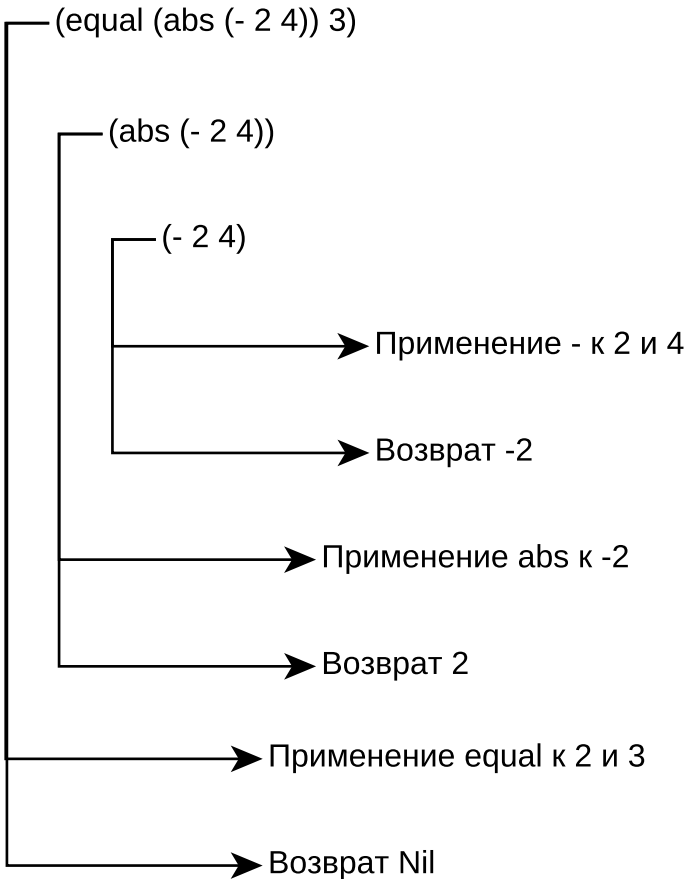 (equal (abs (- 2 4)) 3)
(abs (- 2 4))
(- 2 4)
Применение - к 2 и 4
Возврат -2
Применение abs к -2
Возврат 2
Применение equal к 2 и 3
Возврат Nil